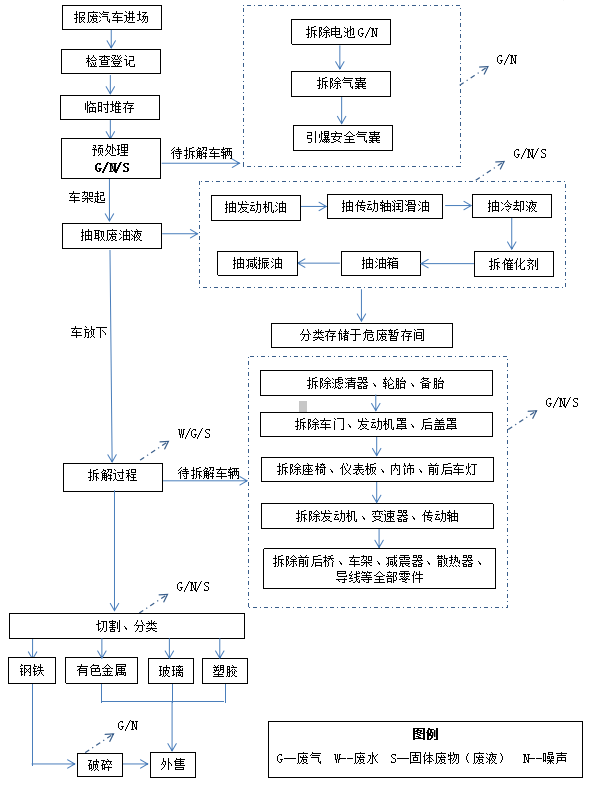 报废汽车进场
检查登记
临时堆存
预处理
G/N/S
待拆解车辆
拆除电池G/N
拆除气囊
引爆安全气囊
G/N
车架起
抽取废油液
G/N/S
抽发动机油
抽传动轴润滑油
抽冷却液
抽减振油
抽油箱
拆催化剂
分类存储于危废暂存间
车放下
W/G/S
拆解过程
待拆解车辆
拆除滤清器、轮胎、备胎
拆除车门、发动机罩、后盖罩
拆除座椅、仪表板、内饰、前后车灯
拆除发动机、变速器、传动轴
拆除前后桥、车架、减震器、散热器、
导线等全部零件
G/N/S
G/N/S
切割、分类
钢铁
有色金属
玻璃
塑胶
G/N
破碎
外售
图例
G—废气 W--废水 S—固体废物（废液） N--噪声